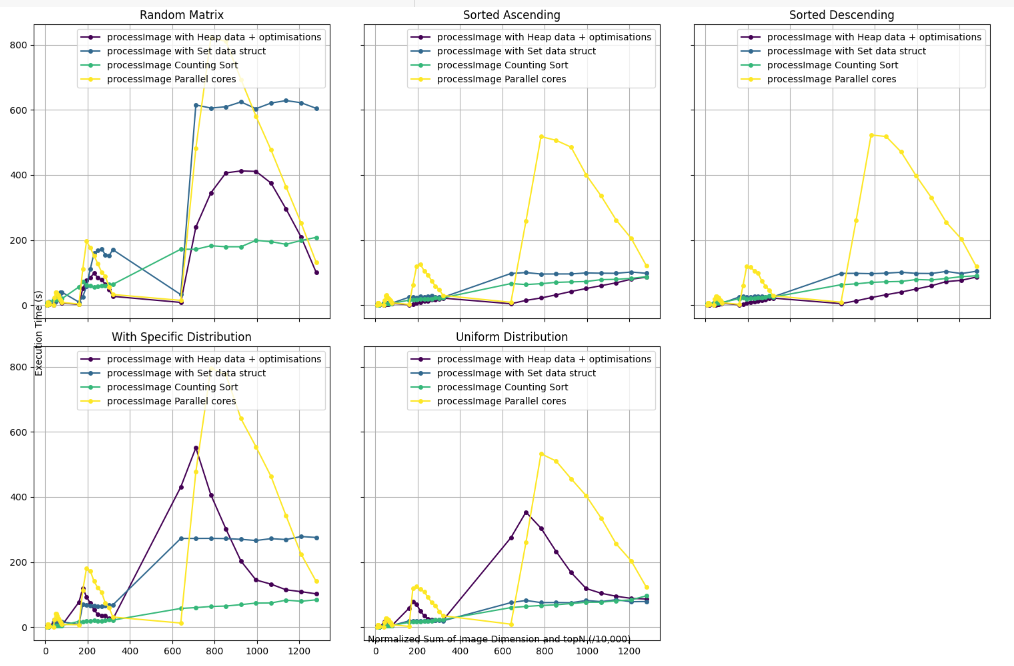 Random Matrix
processImage with Heap data + optimisations
processImage with Set data struct
processImage Counting Sort
processImage Parallel cores
800
600
400
200
0
Sorted Ascending
processImage with Heap data + optimisations
processImage with Set data struct
processImage Counting Sort
processImage Parallel cores
Sorted Descending
processImage with Heap data + optimisations
processImage with Set data struct
processImage Counting Sort
processImage Parallel cores
Execution Time (s)
With Specific Distribution
processImage with Heap data + optimisations
processImage with Set data struct
processImage Counting Sort
processImage Parallel cores
800
600
400
200
0
0 200 400 600 800 1000 1200
Uniform Distribution
processImage with Heap data + optimisations
processImage with Set data struct
processImage Counting Sort
processImage Parallel cores
Normalized Sum of Image Dimension and topN (/10,000)
0 200 400 600 800 1000 1200